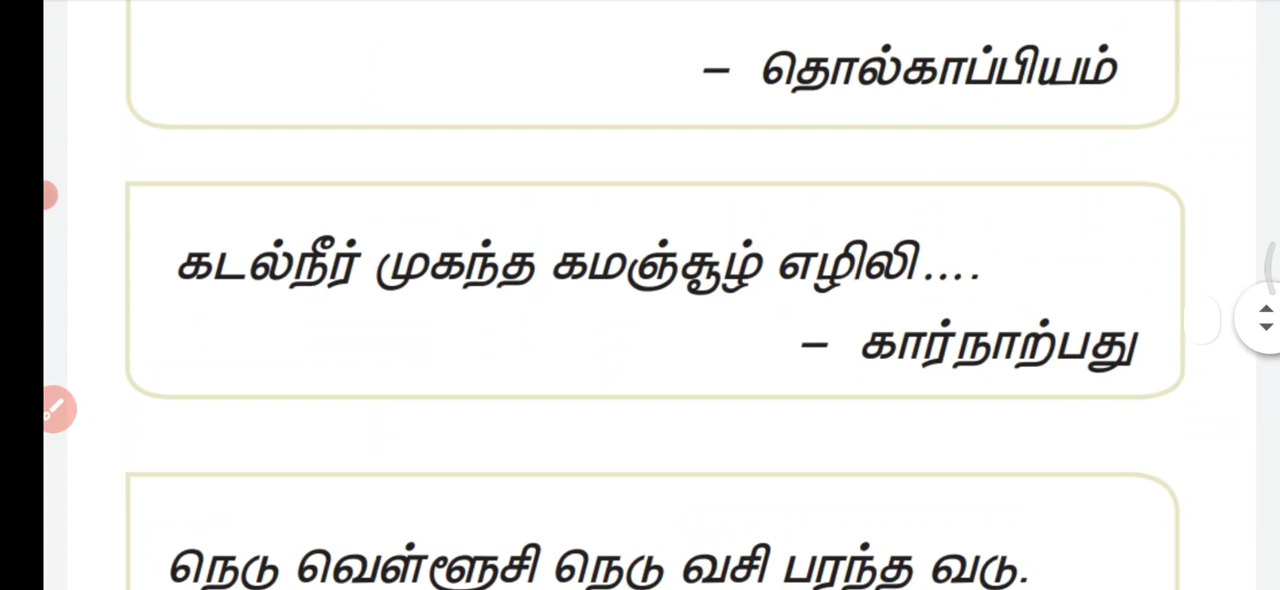 – தொல்காப்பியம்
கடல்நீர் முகந்த கமஞ்சூழ் எழிலி....
– கார்நாற்பது
நெடு வெள்ளூசி நெடு வசி பரந்த வடு.